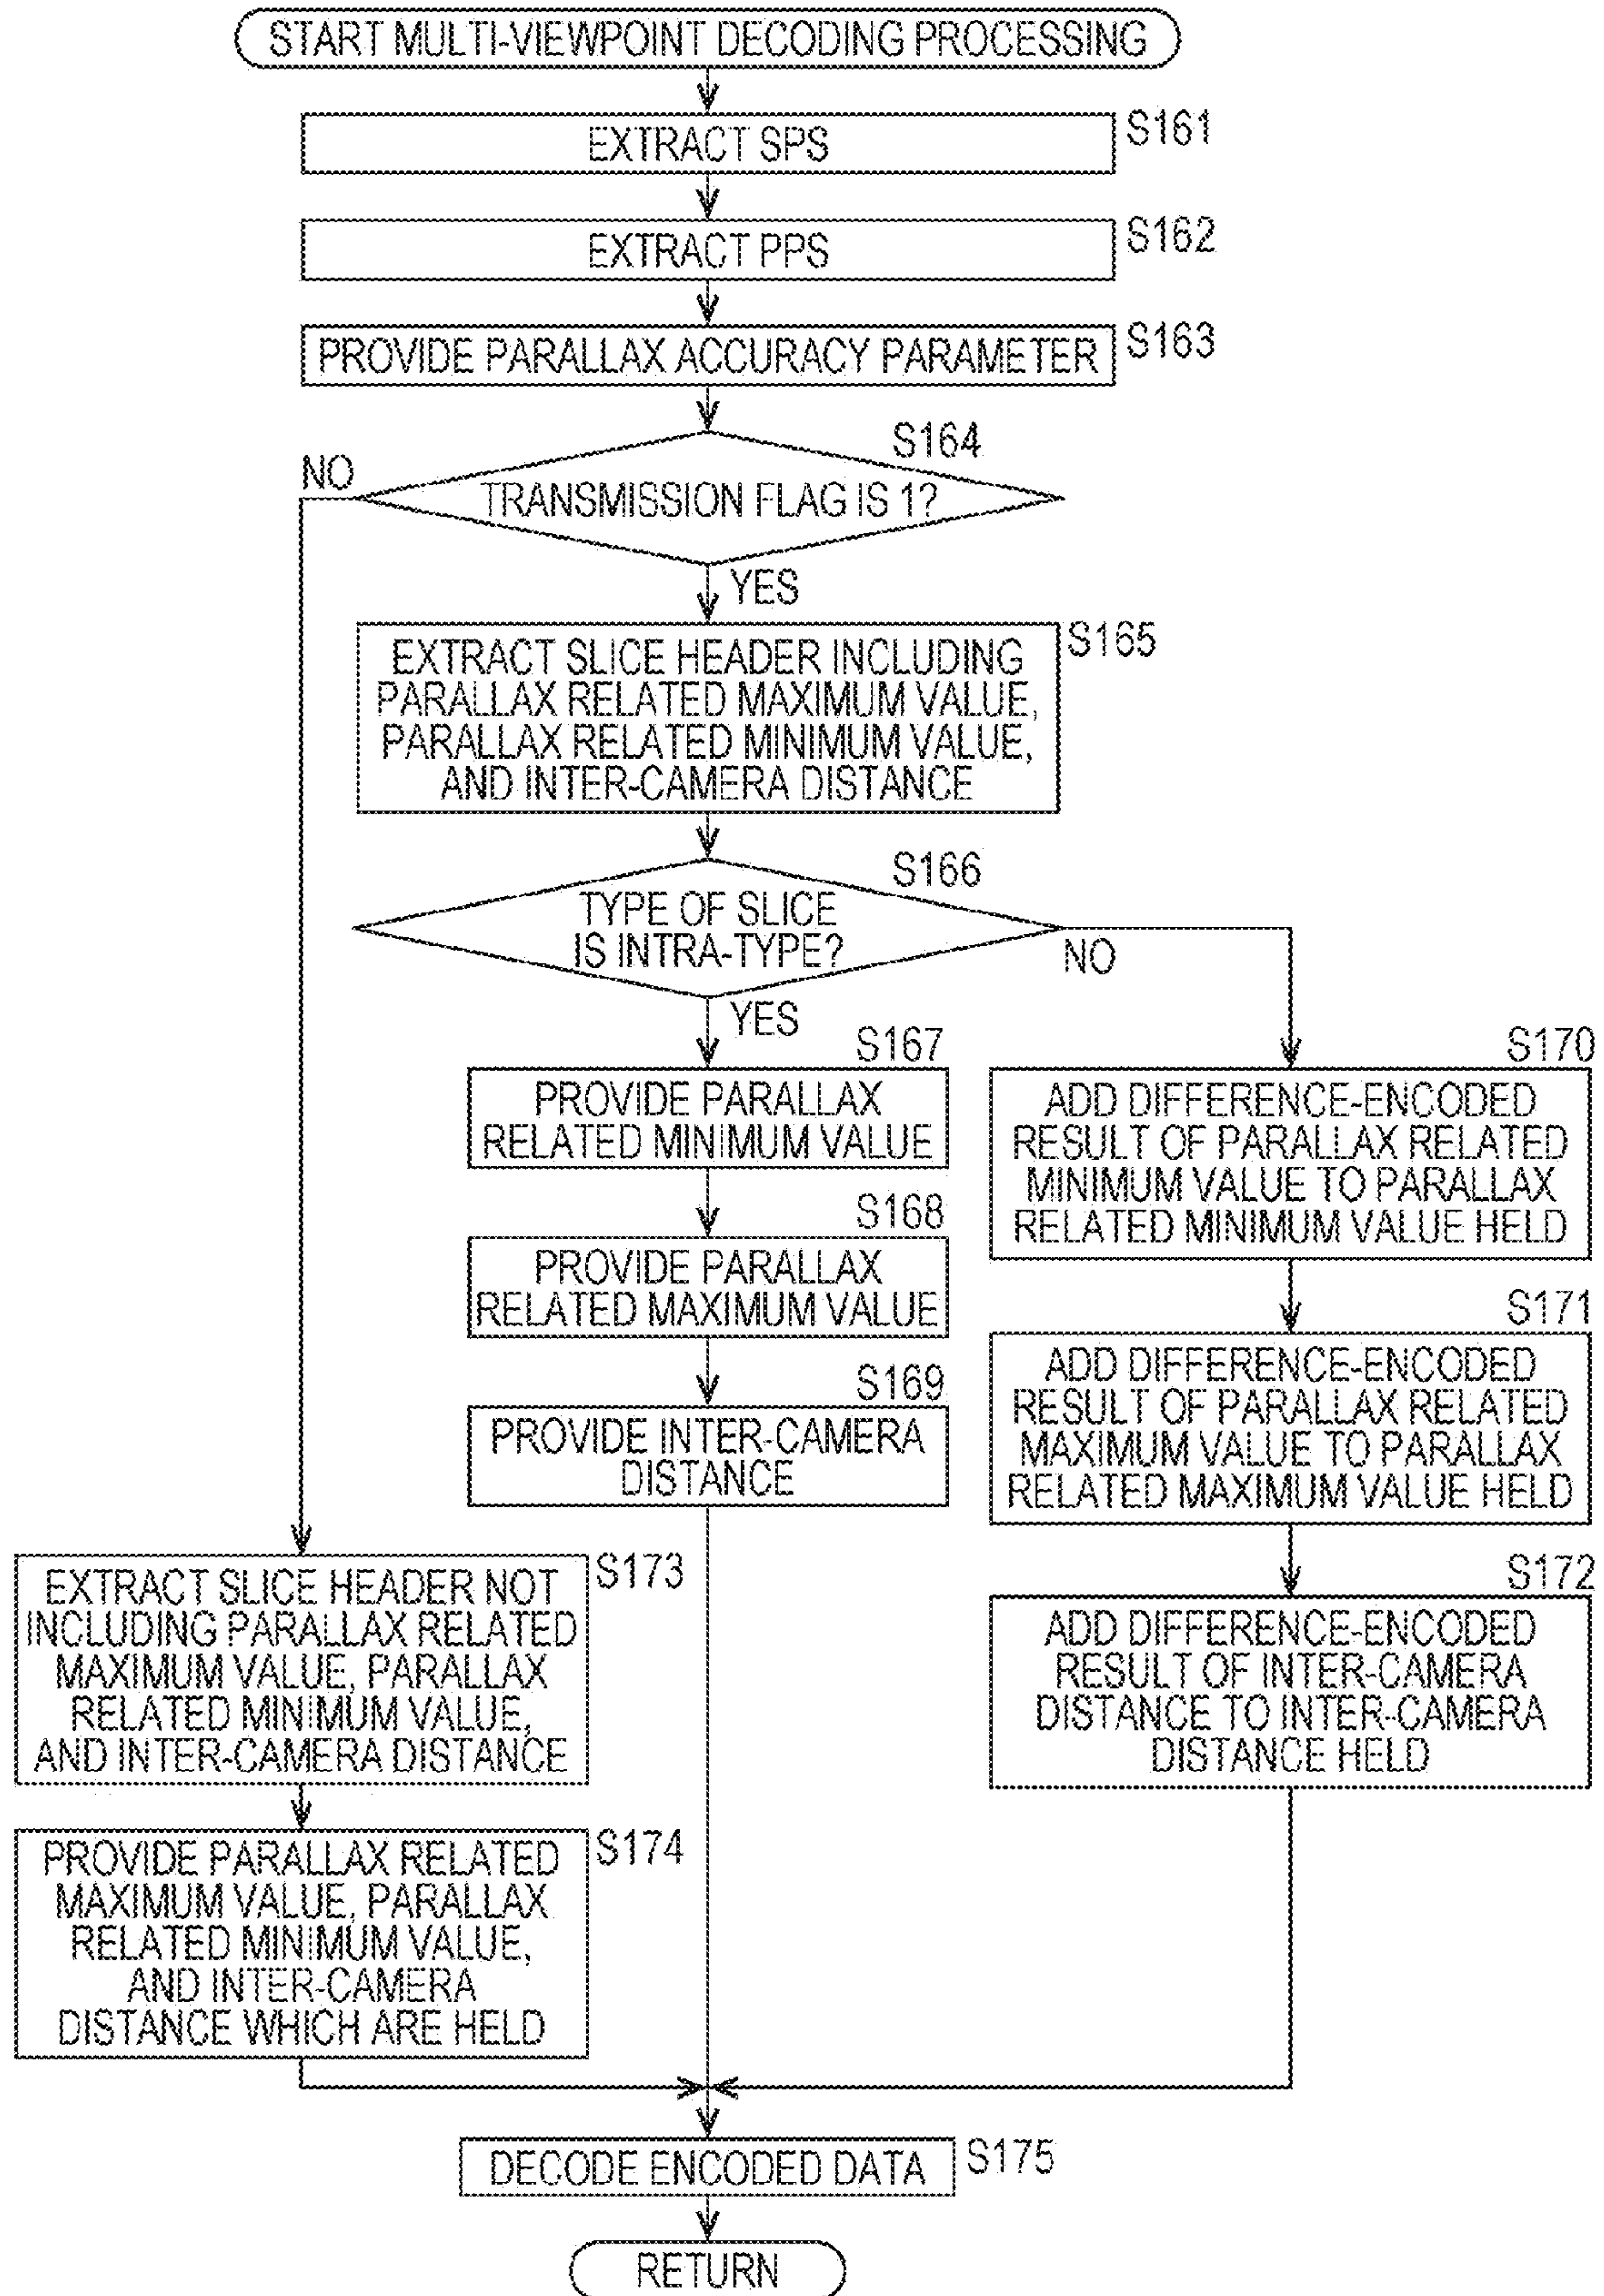 START MULTI-VIEWPOINT DECODING PROCESSING
EXTRACT SPS
S161
EXTRACT PPS
S162
PROVIDE PARALLAX ACCURACY PARAMETER
S163
S164
NO
TRANSMISSION FLAG IS 1?
YES
S165
EXTRACT SLICE HEADER INCLUDING
PARALLAX RELATED MAXIMUM VALUE,
PARALLAX RELATED MINIMUM VALUE,
AND INTER-CAMERA DISTANCE
S166
TYPE OF SLICE
IS INTRA-TYPE?
NO
YES
S167
PROVIDE PARALLAX
RELATED MINIMUM VALUE
S168
PROVIDE PARALLAX
RELATED MAXIMUM VALUE
S169
PROVIDE INTER-CAMERA
DISTANCE
S170
ADD DIFFERENCE-ENCODED
RESULT OF PARALLAX RELATED
MINIMUM VALUE TO PARALLAX
RELATED MINIMUM VALUE HELD
S171
ADD DIFFERENCE-ENCODED
RESULT OF PARALLAX RELATED
MAXIMUM VALUE TO PARALLAX
RELATED MAXIMUM VALUE HELD
S172
ADD DIFFERENCE-ENCODED
RESULT OF INTER-CAMERA
DISTANCE TO INTER-CAMERA
DISTANCE HELD
S173
EXTRACT SLICE HEADER NOT
INCLUDING PARALLAX RELATED
MAXIMUM VALUE, PARALLAX
RELATED MINIMUM VALUE,
AND INTER-CAMERA DISTANCE
S174
PROVIDE PARALLAX RELATED
MAXIMUM VALUE, PARALLAX
RELATED MINIMUM VALUE,
AND INTER-CAMERA
DISTANCE WHICH ARE HELD
DECODE ENCODED DATA
S175
RETURN